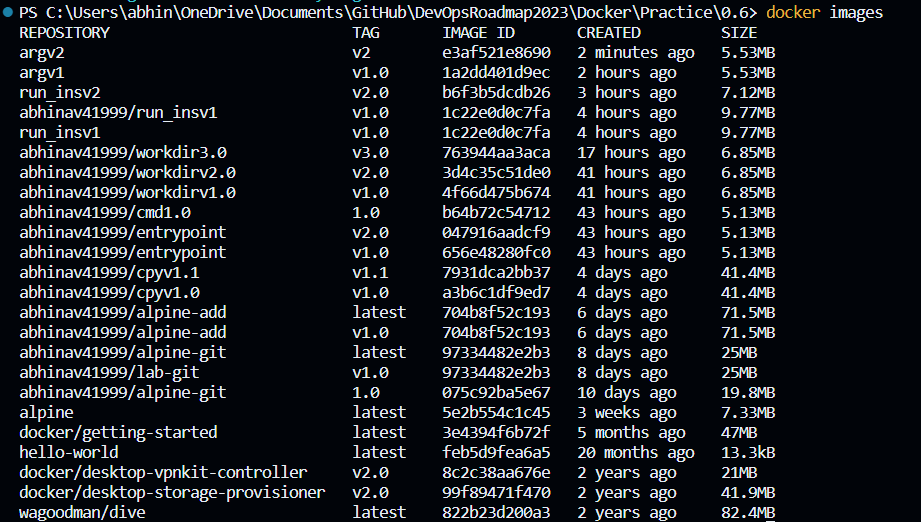 PS C:\Users\abhin\OneDrive\Documents\GitHub\DevOpsRoadmap2023\Docker\Practice\0.6> docker images
REPOSITORY TAG IMAGE ID CREATED SIZE
argv2 v2 e3af521e8690 2 minutes ago 5.53MB
argv1 v1.0 1a2dd401d9ec 2 hours ago 5.53MB
run_insv2 v2.0 b6f3b5dcdb26 3 hours ago 7.12MB
abhinav41999/run_insv1 v1.0 1c22e0d0c7fa 4 hours ago 9.77MB
run_insv1 v1.0 1c22e0d0c7fa 4 hours ago 9.77MB
abhinav41999/workdir3.0 v3.0 763944aa3aca 17 hours ago 6.85MB
abhinav41999/workdirv2.0 v2.0 3d4c35c51de0 41 hours ago 6.85MB
abhinav41999/workdirv1.0 v1.0 4f66d475b674 41 hours ago 6.85MB
abhinav41999/cmd1.0 1.0 b64b72c54712 43 hours ago 5.13MB
abhinav41999/entrypoint v2.0 047916aadcf9 43 hours ago 5.13MB
abhinav41999/entrypoint v1.0 656e48280fc0 43 hours ago 5.13MB
abhinav41999/cpyv1.1 v1.1 7931dca2bb37 4 days ago 41.4MB
abhinav41999/cpyv1.0 v1.0 a3b6c1df9ed7 4 days ago 41.4MB
abhinav41999/alpine-add latest 704b8f52c193 6 days ago 71.5MB
abhinav41999/alpine-add v1.0 704b8f52c193 6 days ago 71.5MB
abhinav41999/alpine-git latest 97334482e2b3 8 days ago 25MB
abhinav41999/lab-git v1.0 97334482e2b3 8 days ago 25MB
abhinav41999/alpine-git 1.0 075c92ba5e67 10 days ago 19.8MB
alpine latest 5e2b554c1c45 3 weeks ago 7.33MB
docker/getting-started latest 3e4394f6b72f 5 months ago 47MB
hello-world latest feb5d9fea6a5 20 months ago 13.3kB
docker/desktop-vpnkit-controller v2.0 8c2c38aa676e 2 years ago 21MB
docker/desktop-storage-provisioner v2.0 99f89471f470 2 years ago 41.9MB
wagoodman/dive latest 822b23d200a3 2 years ago 82.4MB